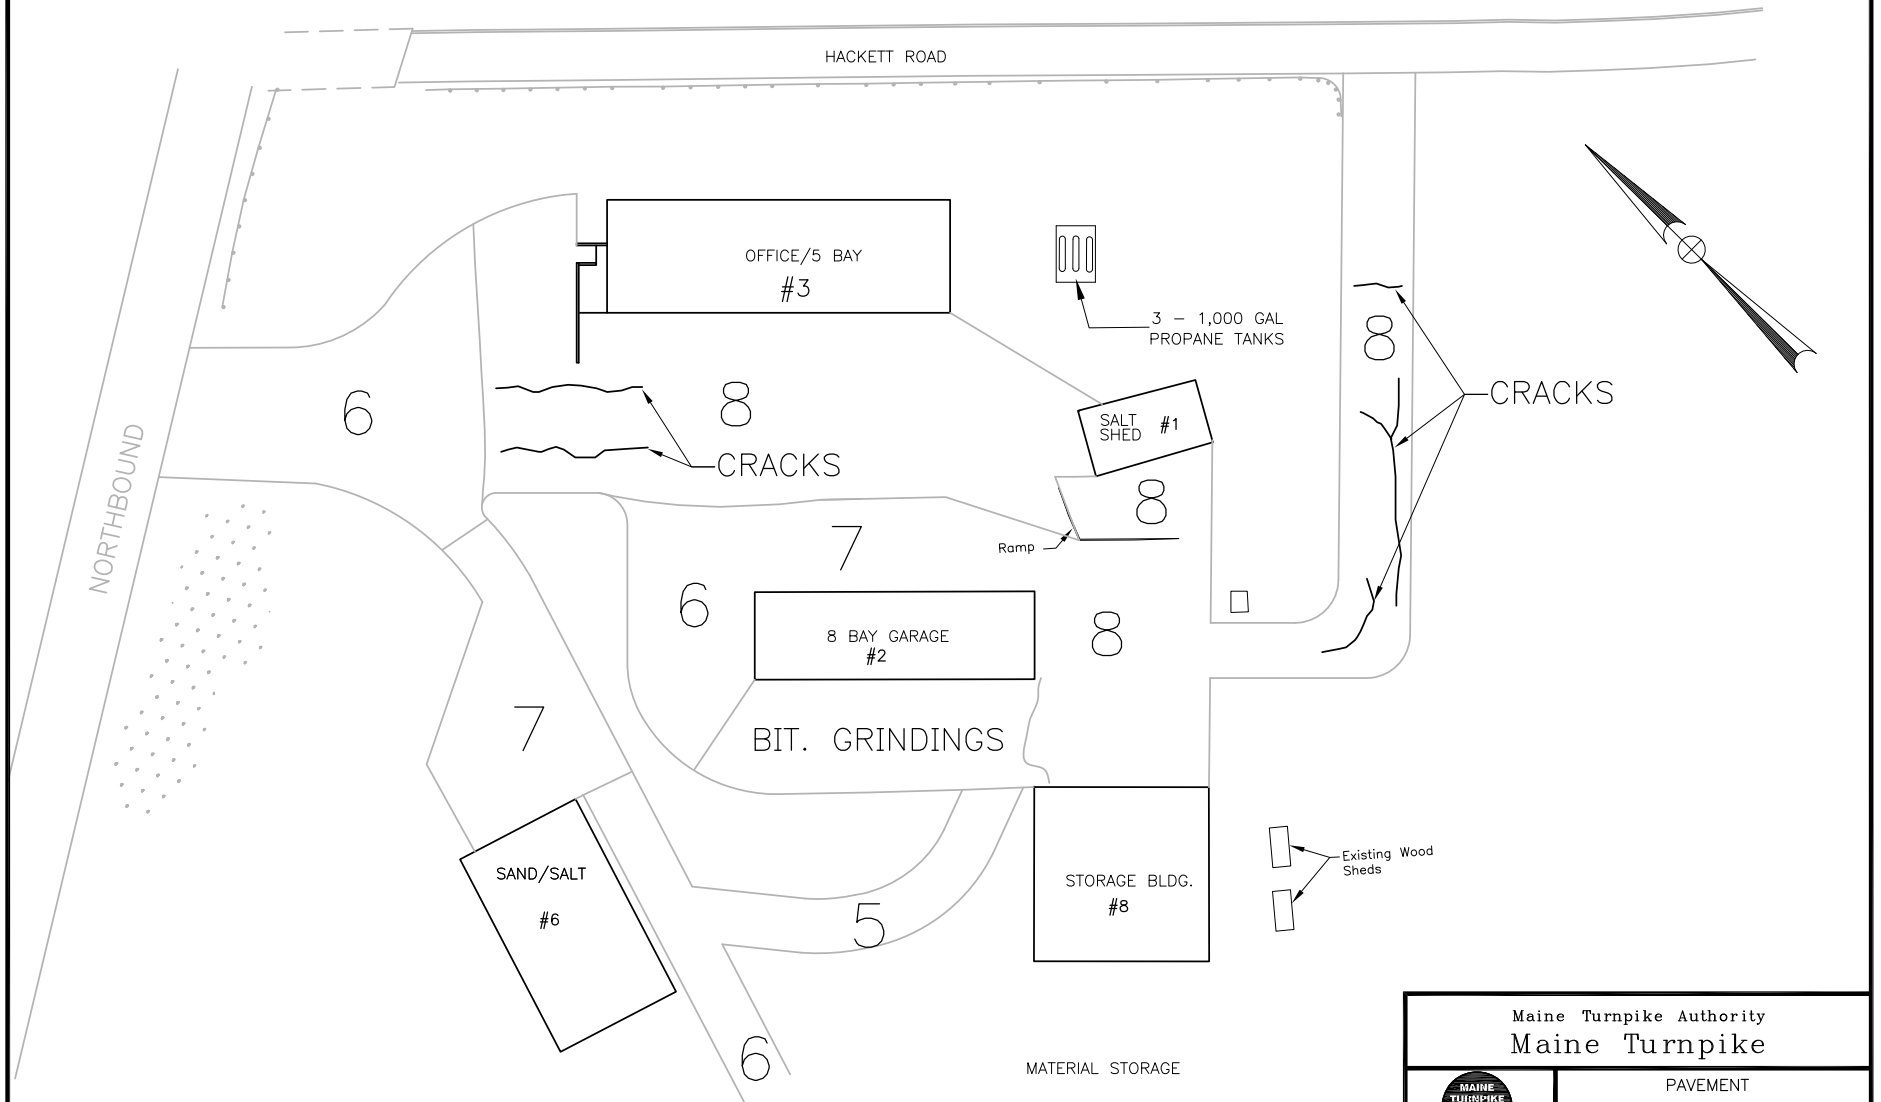 HACKETT ROAD
OFFICE/5 BAY
#3
3 – 1,000 GAL
PROPANE TANKS
8
6
8
CRACKS
SALT
SHED #1
CRACKS
NORTHBOUND
8
7
Ramp
6
8 BAY GARAGE
#2
8
7
BIT. GRINDINGS
SAND/SALT
#6
STORAGE BLDG.
#8
Existing Wood
Sheds
5
6
MATERIAL STORAGE
Maine Turnpike Authority
Maine Turnpike
PAVEMENT
MAINE
TURNPIKE